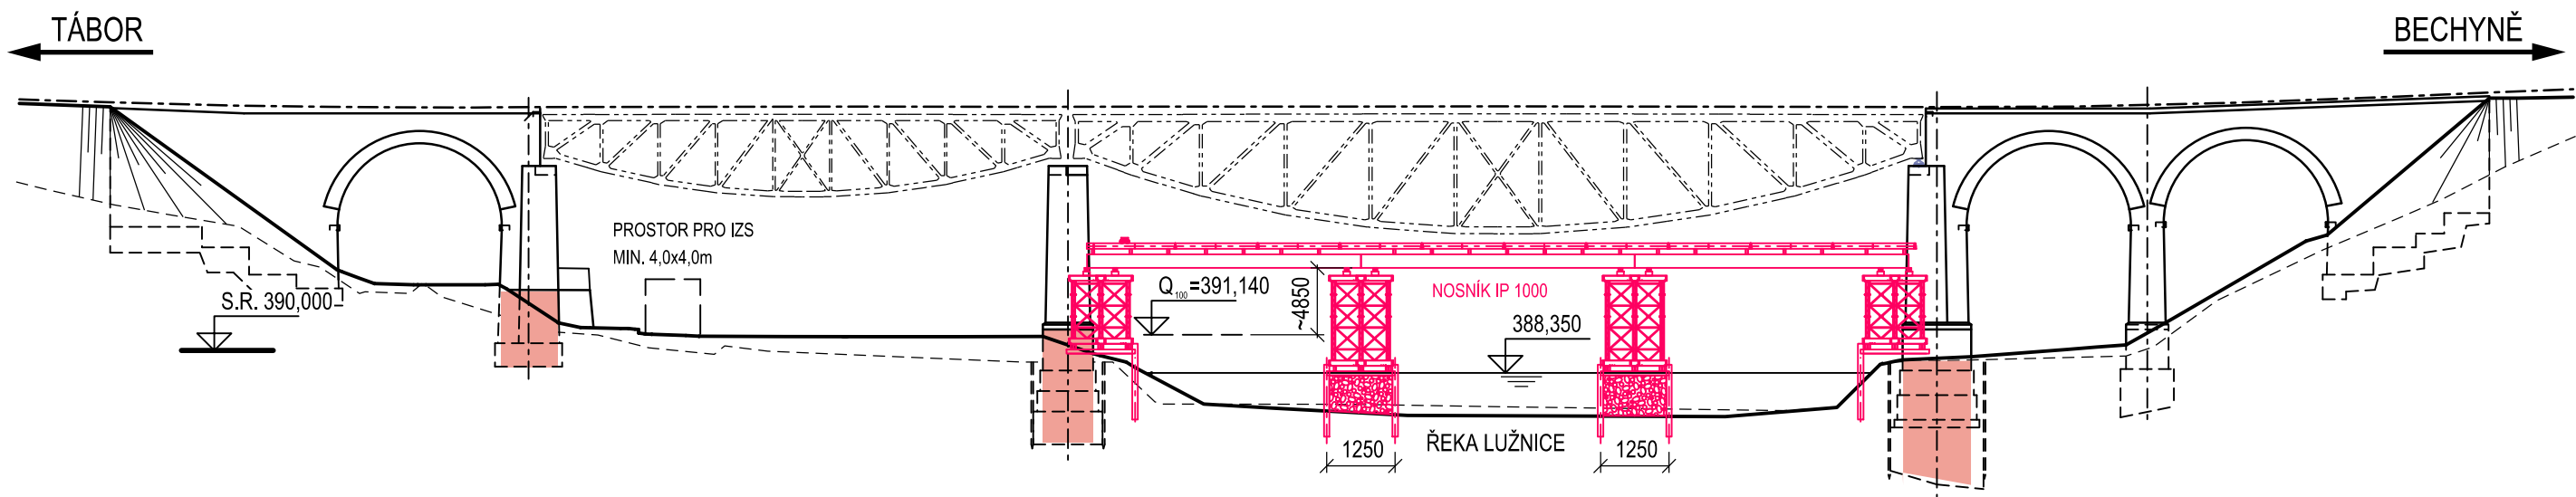 TÁBOR
BECHYNĚ
PROSTOR PRO IZS
MIN. 4,0x4,0m
S.R. 390,000
Q100=391,140
~4850
NOSNÍK IP 1000
388,350
1250
ŘEKA LUŽNICE
1250